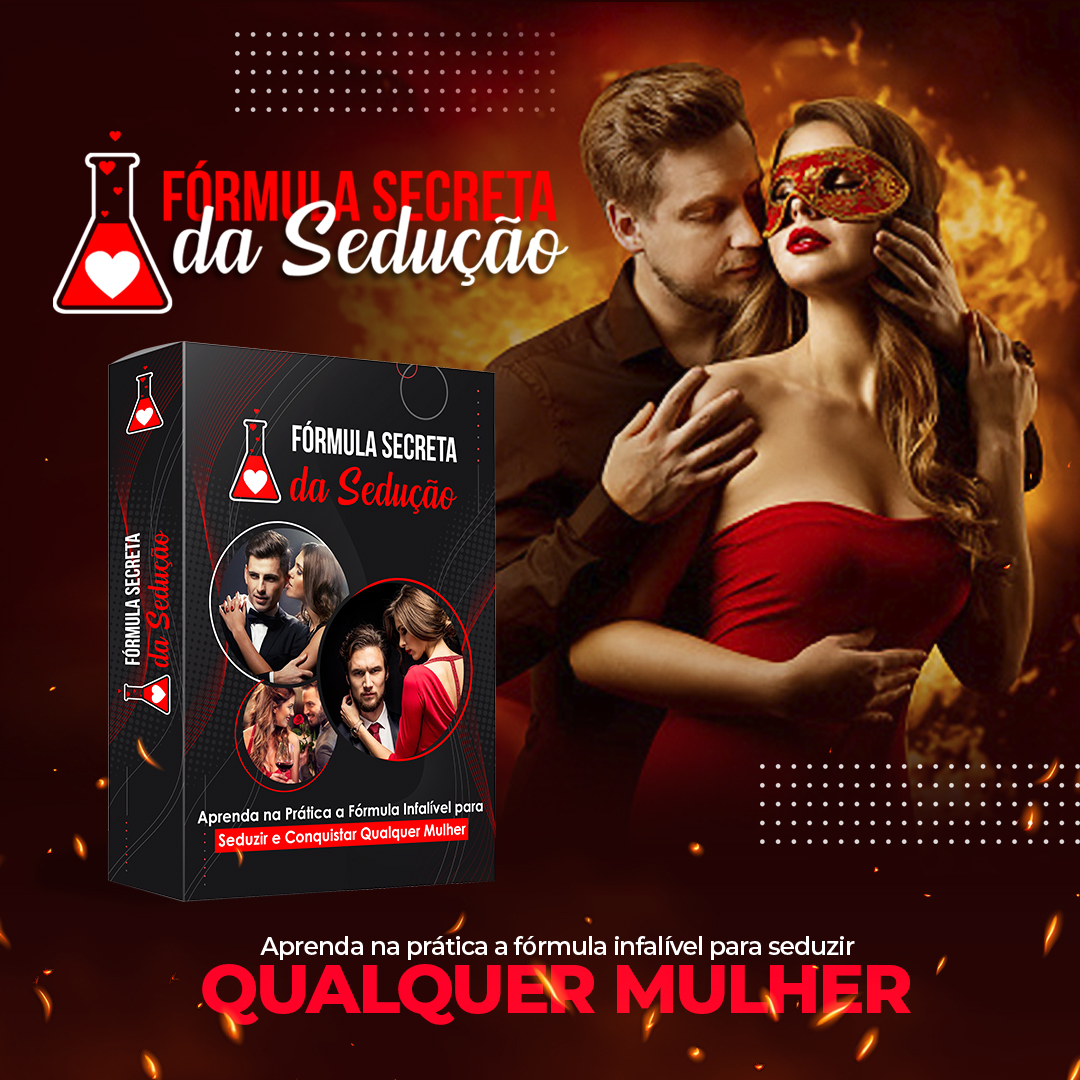 FÓRMULA SECRETA
da Sedução
FÓRMULA SECRETA
da Sedução
FÓRMULA SECRETA
da Sedução
Aprenda na Prática a Fórmula Infalível para
Seduzir e Conquistar Qualquer Mulher
Aprenda na prática a fórmula infalível para seduzir
QUALQUER MULHER